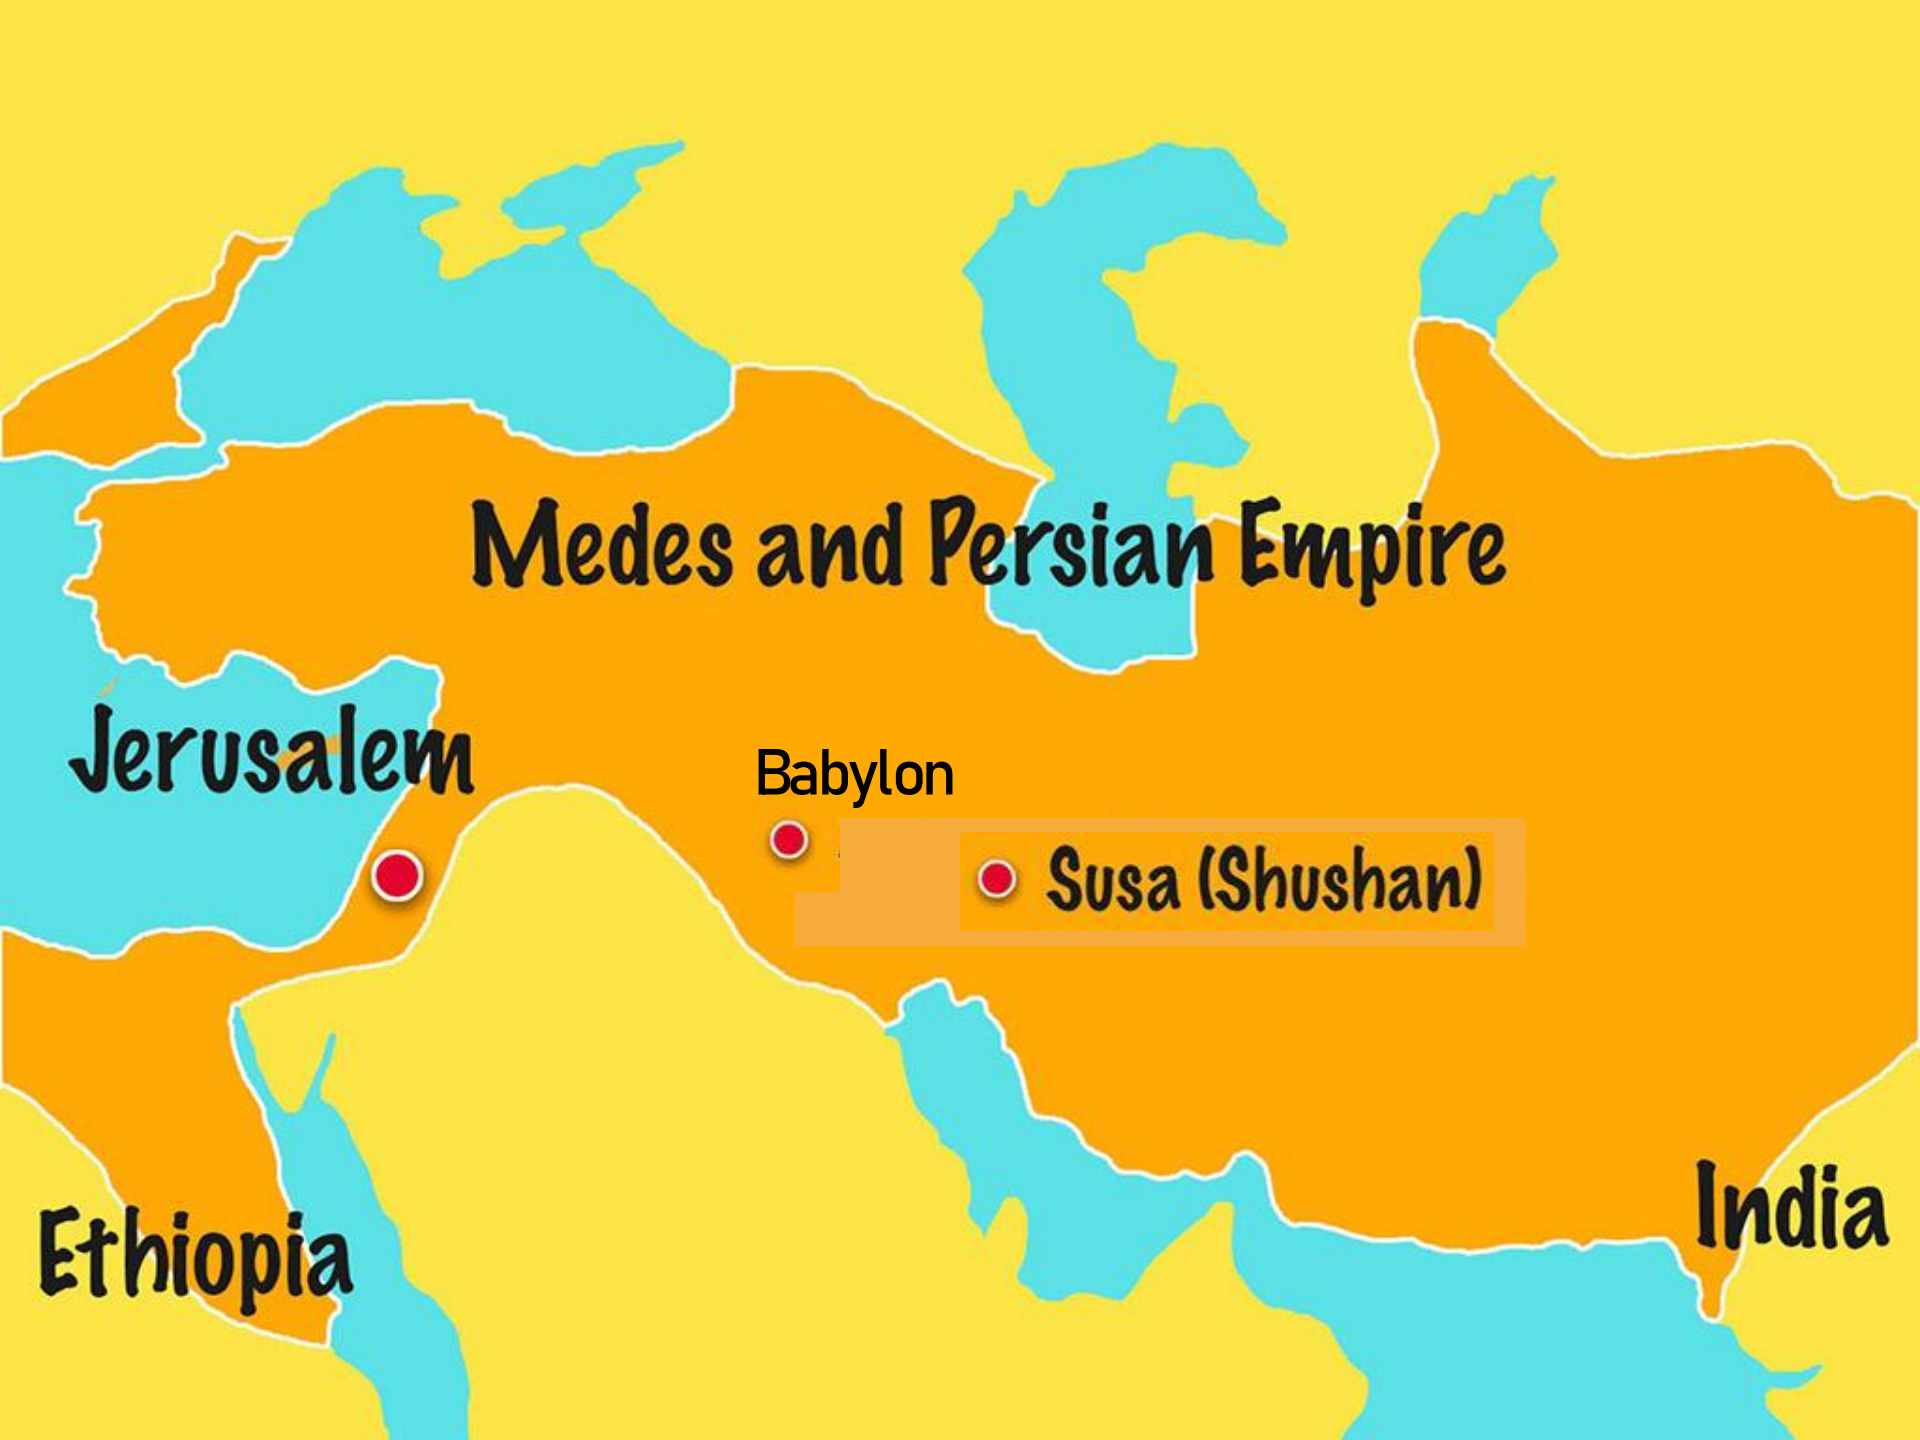 Medes and Persian Empire
Jerusalem
Babylon
Susa (Shushan)
India
Ethiopia